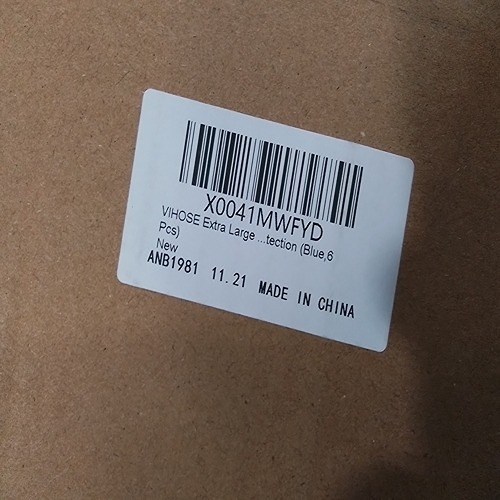 X0041MWFYD
VIHOSE Extra Large ...tection (Blue,6
Pcs)
New
ANB1981 11.21 MADE IN CHINA